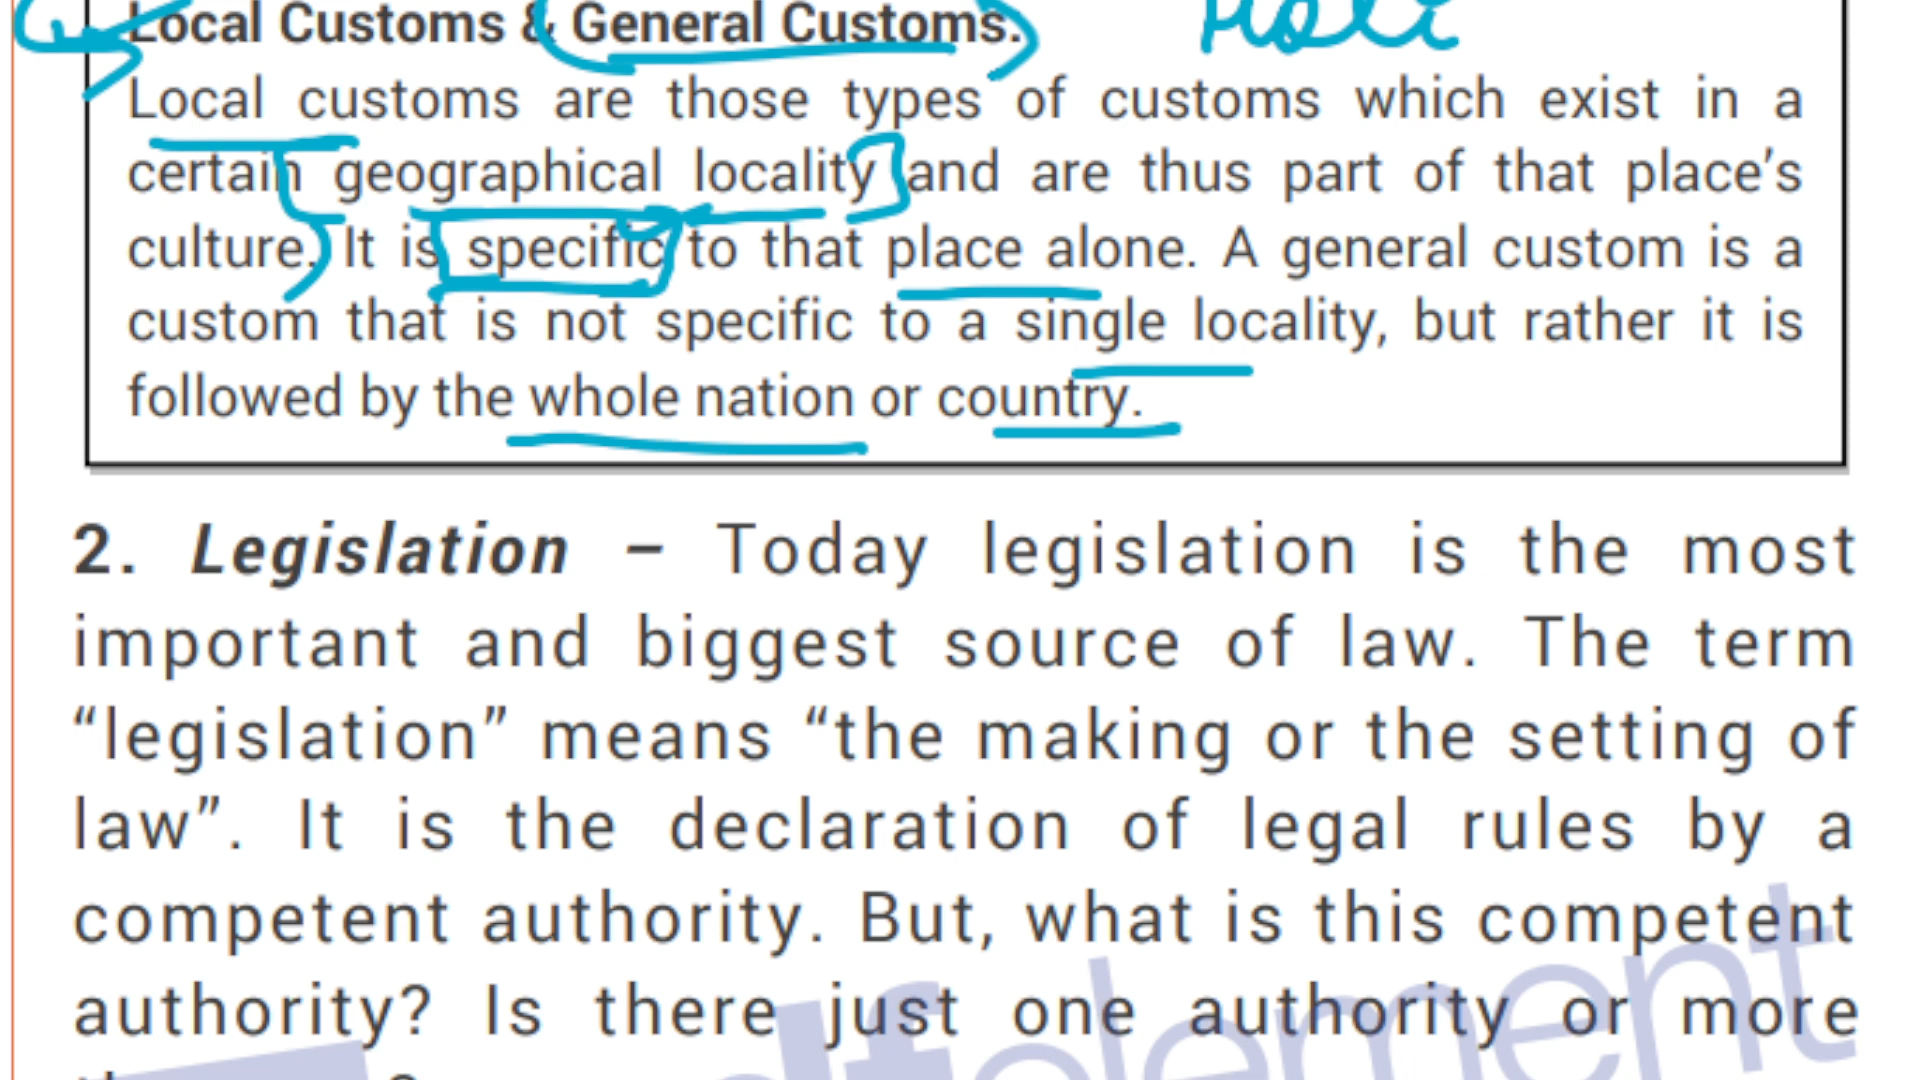 Local Customs & General Customs.
Holi
Local customs are those types of customs which exist in a
certain geographical locality and are thus part of that place's
culture. It is specific to that place alone. A general custom is a
custom that is not specific to a single locality, but rather it is
followed by the whole nation or country.
2. Legislation – Today legislation is the most
important and biggest source of law. The term
“legislation” means “the making or the setting of
law”. It is the declaration of legal rules by a
competent authority. But, what is this competent
authority? Is there just one authority or more